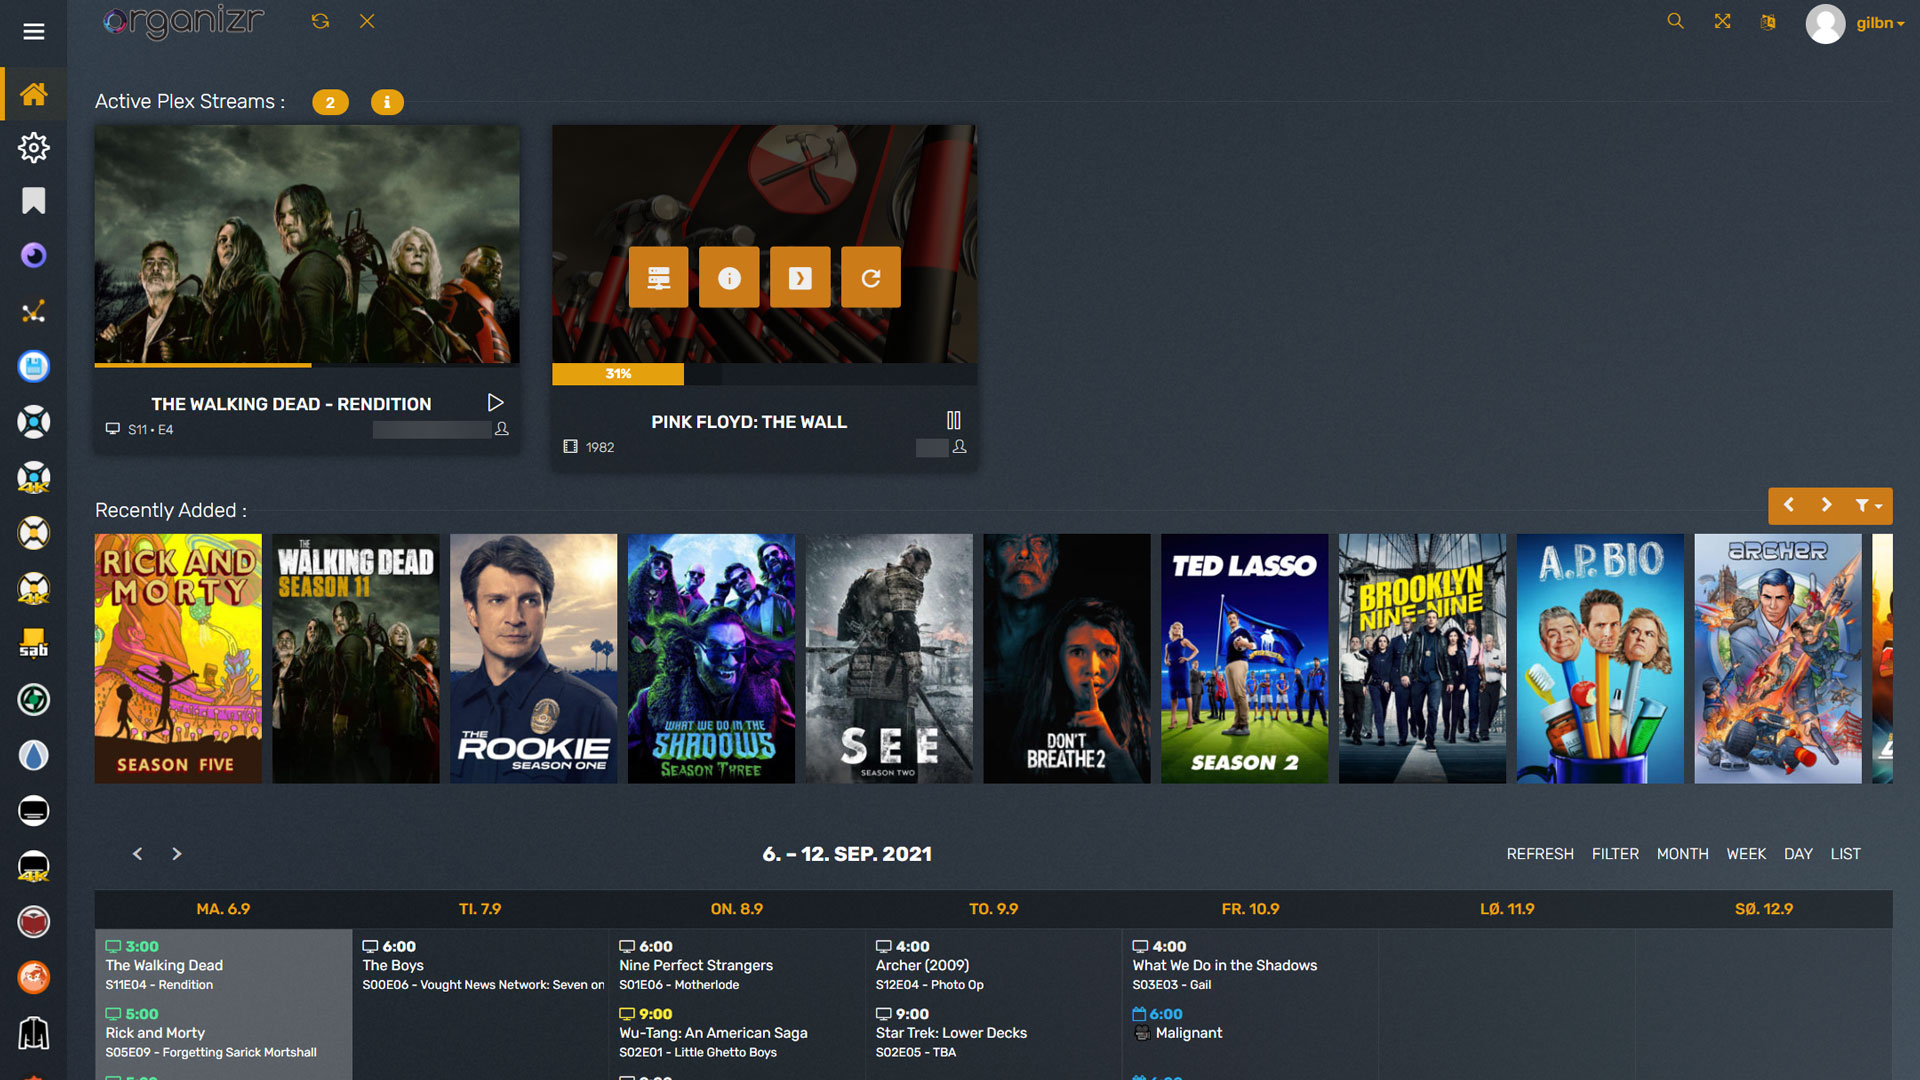 organizr
gilbn
Active Plex Streams :
2
i
31%
THE WALKING DEAD - RENDITION
S11 • E4
PINK FLOYD: THE WALL
1982
Recently Added :
RICK AND MORTY
SEASON FIVE
THE WALKING DEAD
SEASON 11
THE ROOKIE
SEASON ONE
WHAT WE DO IN THE
SHADOWS
SEASON THREE
SEE
SEASON TWO
DON'T
BREATHE 2
TED LASSO
SEASON 2
BROOKLYN
NINE-NINE
A.P. BIO
ARCHER
4K
4K
sab
4K
6. – 12. SEP. 2021
REFRESH
FILTER
MONTH
WEEK
DAY
LIST
MA. 6.9
TI. 7.9
ON. 8.9
TO. 9.9
FR. 10.9
LØ. 11.9
SØ. 12.9
3:00
The Walking Dead
S11E04 - Rendition
5:00
Rick and Morty
S05E09 - Forgetting Sarick Mortshall
6:00
The Boys
S00E06 - Vought News Network: Seven on
6:00
Nine Perfect Strangers
S01E06 - Motherlode
9:00
Wu-Tang: An American Saga
S02E01 - Little Ghetto Boys
4:00
Archer (2009)
S12E04 - Photo Op
9:00
Star Trek: Lower Decks
S02E05 - TBA
4:00
What We Do in the Shadows
S03E03 - Gail
6:00
Malignant